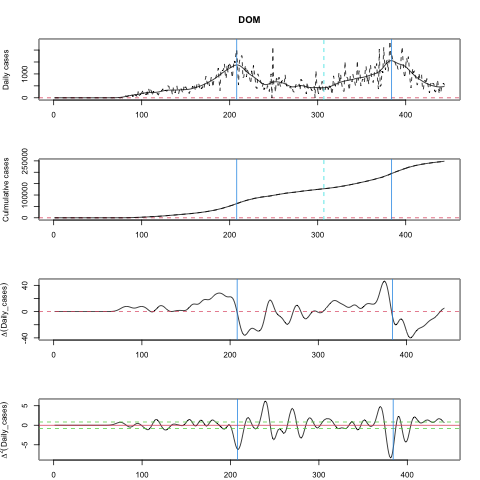 DOM
Daily cases
0 1000
0 100 200 300 400
Culmulative cases
0 100000 250000
0 100 200 300 400
Δ(Daily_cases)
-40 0 20 40
0 100 200 300 400
Δ²(Daily_cases)
-5 0 5
0 100 200 300 400